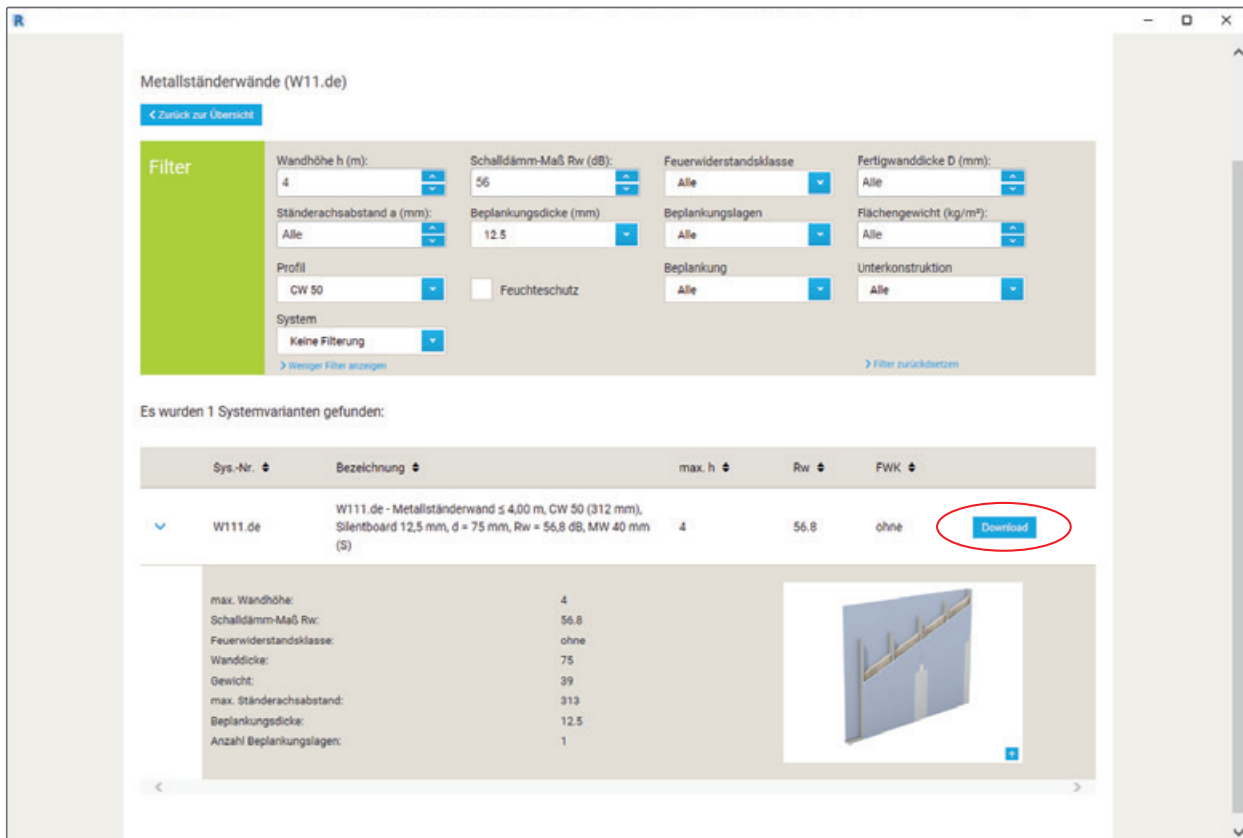 R
Metallständerwände (W11.de)
Zurück zur Übersicht
Filter
Wandhöhe h (m):
4
Schalldämm-Maß Rw (dB):
56
Feuerwiderstandsklasse
Alle
Fertigwanddicke D (mm):
Alle
Ständerachsabstand a (mm):
Alle
Beplankungsdicke (mm)
12.5
Beplankungslagen
Alle
Flächengewicht (kg/m²):
Alle
Profil
CW 50
Feuchteschutz
Beplankung
Alle
Unterkonstruktion
Alle
System
Keine Filterung
Weniger Filter anzeigen
Filter zurückdsetzen
Es wurden 1 Systemvarianten gefunden:
Sys.-Nr. Bezeichnung max. h Rw FWK
W111.de - Metallständerwand ≤ 4,00 m, CW 50 (312 mm),
W111.de Silentboard 12,5 mm, d = 75 mm, Rw = 56,8 dB, MW 40 mm 4 56.8 ohne Download
(S)
max. Wandhöhe: 4
Schalldämm-Maß Rw: 56.8
Feuerwiderstandsklasse: ohne
Wanddicke: 75
Gewicht: 39
max. Ständerachsabstand: 313
Beplankungsdicke: 12.5
Anzahl Beplankungslagen: 1